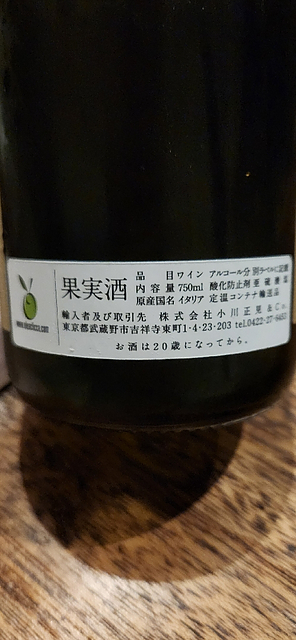 果実酒
品 目 ワイン アルコール分 別ラベルに記載
内 容 量 750ml 酸化防止剤 亜硫酸塩
原産国名 イタリア 定温コンテナ輸送品
輸入者及び取引先 株式会社小川正見 & Co.
東京都武蔵野市吉祥寺東町1-4-23-203 tel.0422-27-
お酒は20歳になってから。